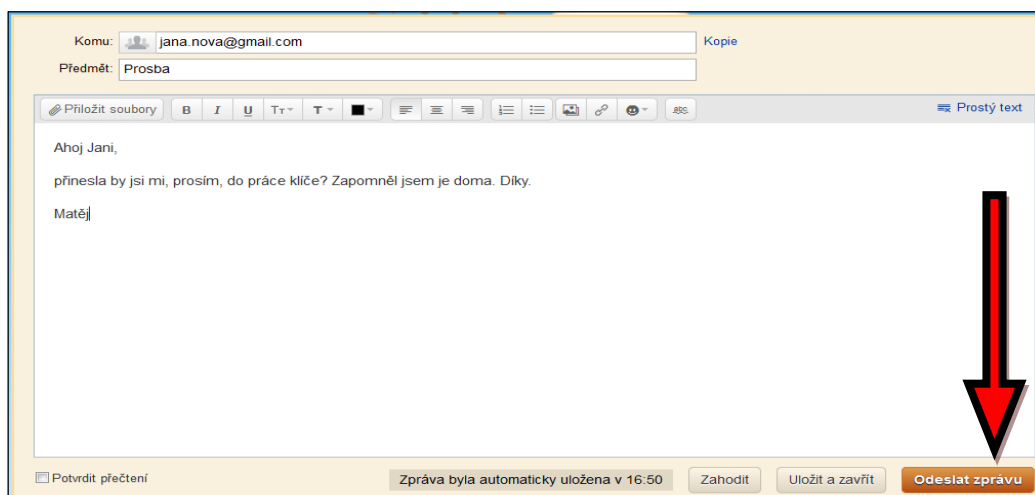 Komu: jana.nova@gmail.com Kopie
Předmět: Prosba
Přiložit soubory B I U TT T abc Prostý text
Ahoj Jani,
přinesla by jsi mi, prosím, do práce klíče? Zapomněl jsem je doma. Díky.
Matěj
Potvrdit přečtení Zpráva byla automaticky uložena v 16:50 Zahodit Uložit a zavřít Odeslat zprávu